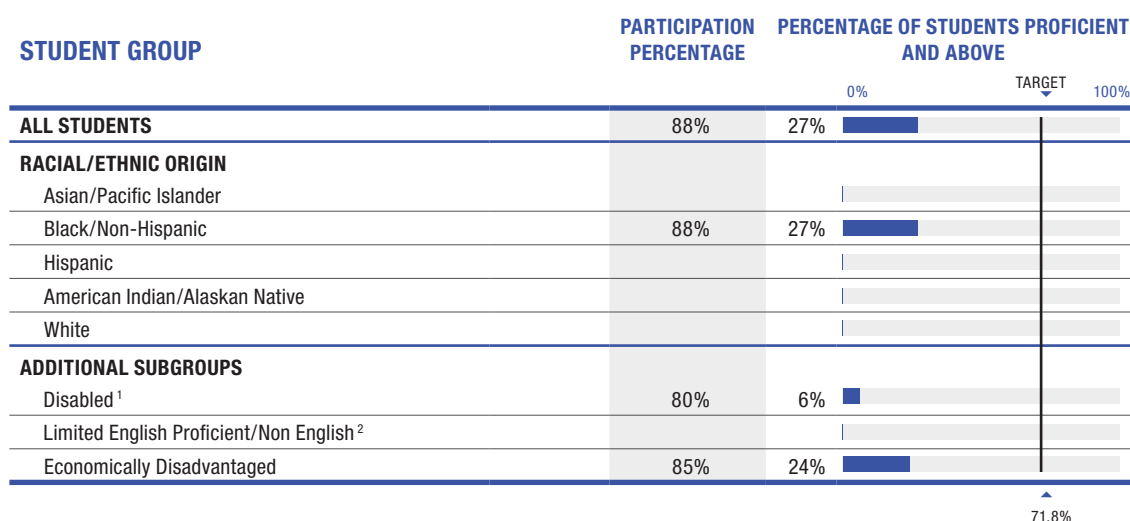 STUDENT GROUP
PARTICIPATION
PERCENTAGE
PERCENTAGE OF STUDENTS PROFICIENT
AND ABOVE
0% TARGET 100%
ALL STUDENTS 88% 27%
RACIAL/ETHNIC ORIGIN
Asian/Pacific Islander
Black/Non-Hispanic 88% 27%
Hispanic
American Indian/Alaskan Native
White
ADDITIONAL SUBGROUPS
Disabled 1 80% 6%
Limited English Proficient/Non English 2
Economically Disadvantaged 85% 24%
71.8%